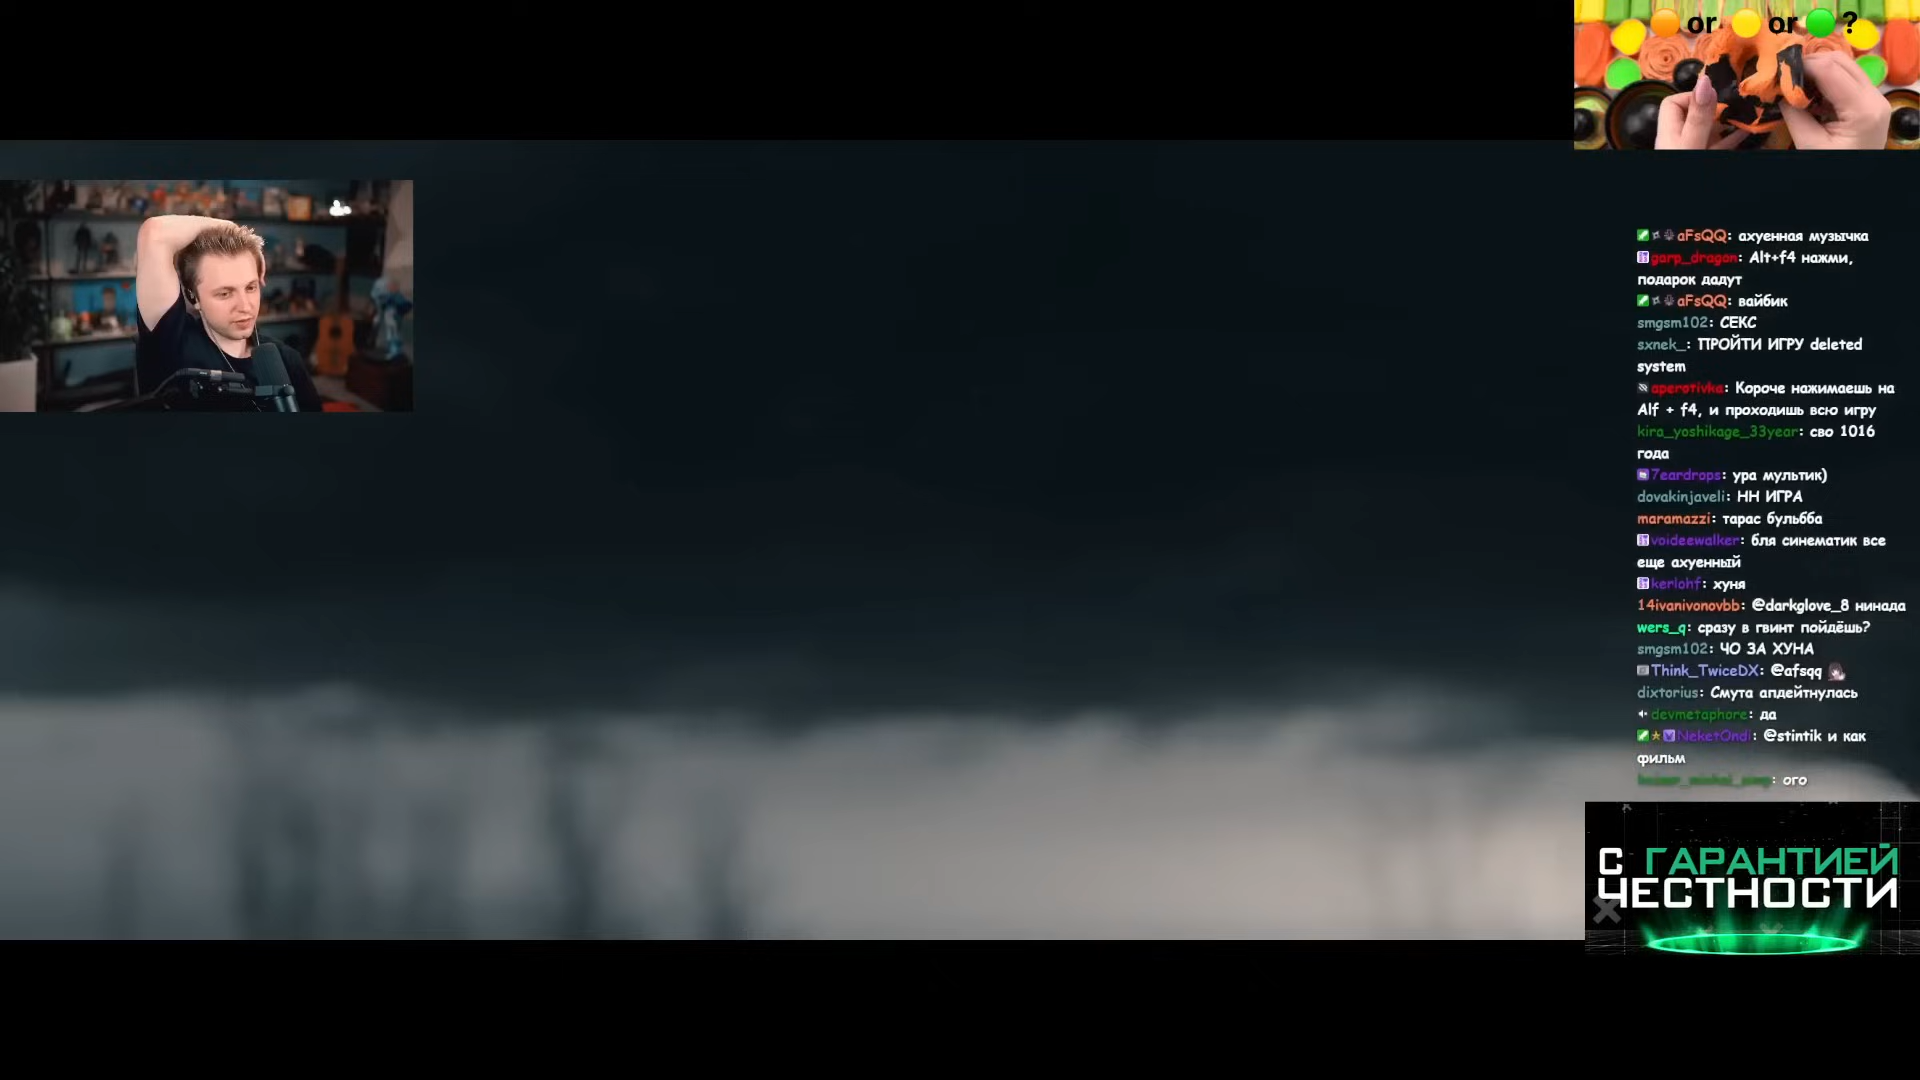 or or ?
aFsQQ: ахуенная музычка
garp_dragon: Alt+f4 нажми,
подарок дадут
aFsQQ: вайбик
smgsm102: СЕКС
sxnek_: ПРОЙТИ ИГРУ deleted
system
aperotivka: Короче нажимаешь на
Alf + f4, и проходишь всю игру
kira_yoshikage_33year: сво 1016
года
7eardrops: ура мультик)
dovakinjaveli: НН ИГРА
maramazzi: тарас бульбба
voideewalker: бля синематик все
еще ахуенный
kerlohf: хуня
14ivanivonovbb: @darkglove_8 нинада
wers_q: сразу в гвинт пойдёшь?
smgsm102: ЧО ЗА ХУНА
Think_TwiceDX: @afsqq
dixtorius: Смута апдейтнулась
devmetaphore: да
NeketOndi: @stintik и как
фильм
: ого
С ГАРАНТИЕЙ
ЧЕСТНОСТИ